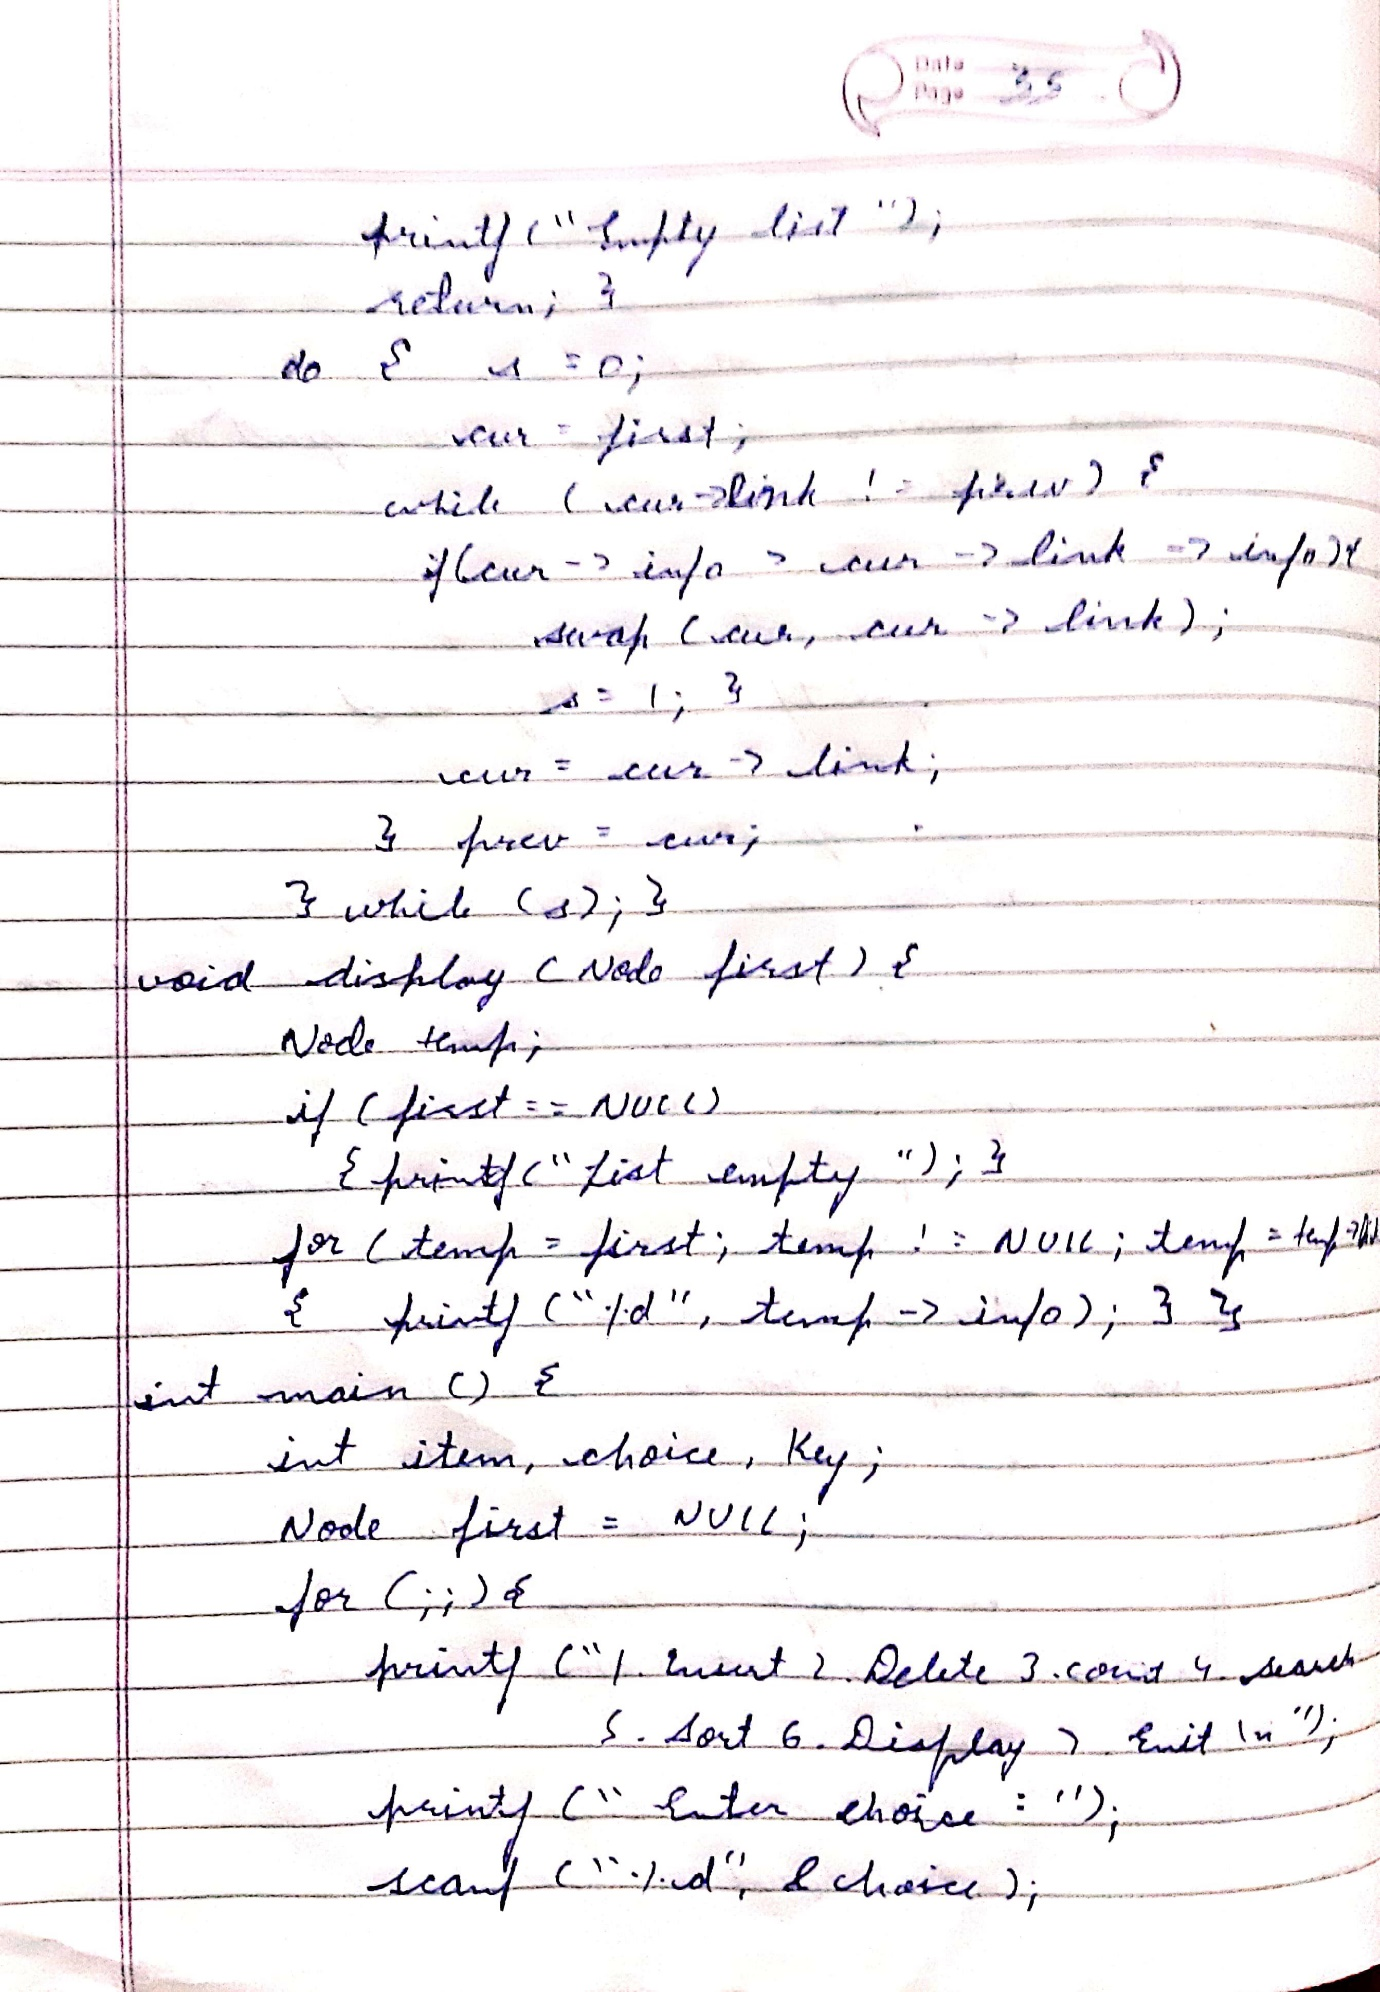 Date
Page 35
printf("Empty list ");
return; }
do { s = 0;
cur = first;
while (cur->link != prev) {
if(cur -> info > cur -> link -> info){
swap (cur, cur -> link);
s = 1; }
cur = cur -> link;
} prev = cur;
} while (s); }
void display (Node first) {
Node temp;
if (first == NULL)
{ printf("List empty "); }
for (temp = first; temp != NULL; temp = temp->link
{ printf ("%d", temp -> info); } }
int main () {
int item, choice, Key;
Node first = NULL;
for (;;) {
printf ("1. Insert 2. Delete 3. count 4. search
5. Sort 6. Display 7. Exit \n");
printf (" Enter choice : ");
scanf ("%d", &choice);